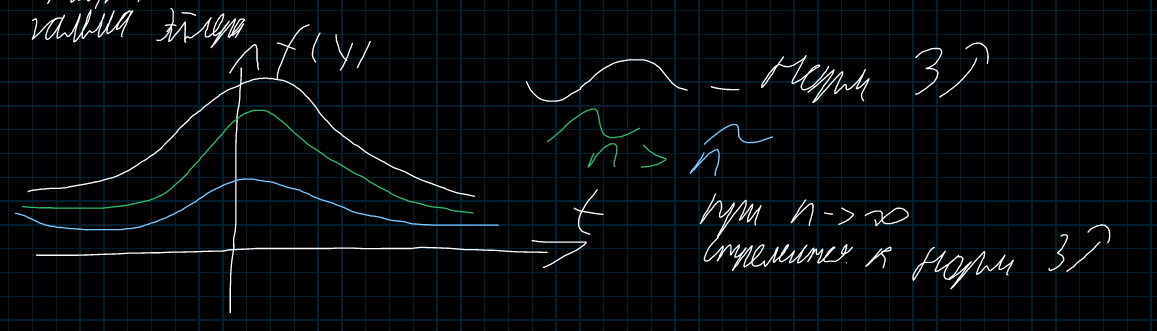 гамма Эйлера
f(y)
— норм ЗР
n >
n
t
при n -> ∞
стремится к норм ЗР